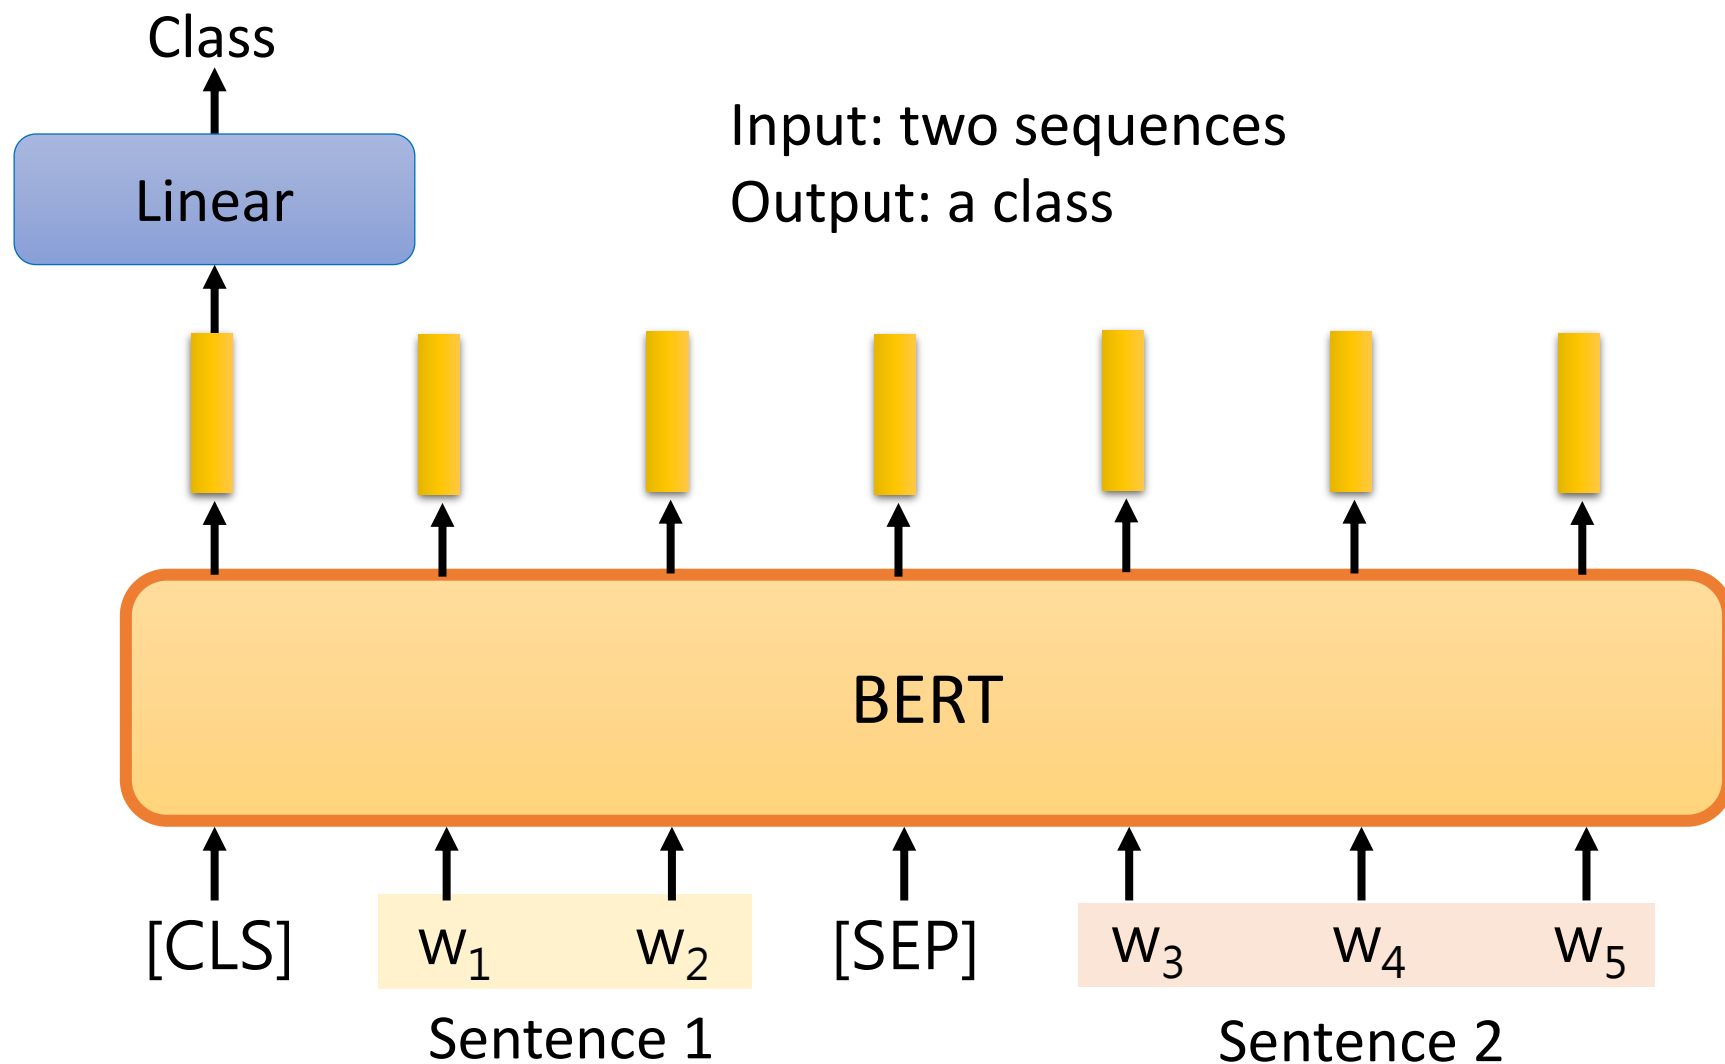 Class
Linear
Input: two sequences
Output: a class
BERT
[CLS] w₁ w₂ [SEP] w₃ w₄ w₅
Sentence 1 Sentence 2